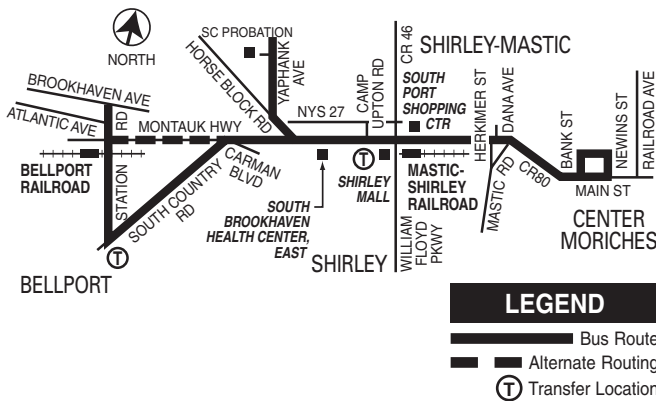 SC PROBATION
NORTH
HORSE BLOCK RD
YAPHANK
AVE
CR 46
SHIRLEY-MASTIC
BROOKHAVEN AVE
ATLANTIC AVE
STATION
RD
MONTAUK HWY
NYS 27
CAMP
UPTON RD
SOUTH
PORT
SHOPPING
CTR
HERKIMER ST
DANA AVE
BANK ST
NEWINS ST
RAILROAD AVE
BELLPORT
RAILROAD
SOUTH COUNTRY
RD
CARMAN
BLVD
SHIRLEY
MALL
T
MASTIC-
SHIRLEY
RAILROAD
MASTIC RD
CR80
MAIN ST
SOUTH
BROOKHAVEN
HEALTH CENTER,
EAST
WILLIAM
FLOYD
PKWY
CENTER
MORICHES
T
BELLPORT
SHIRLEY
LEGEND
Bus Route
Alternate Routing
T Transfer Location